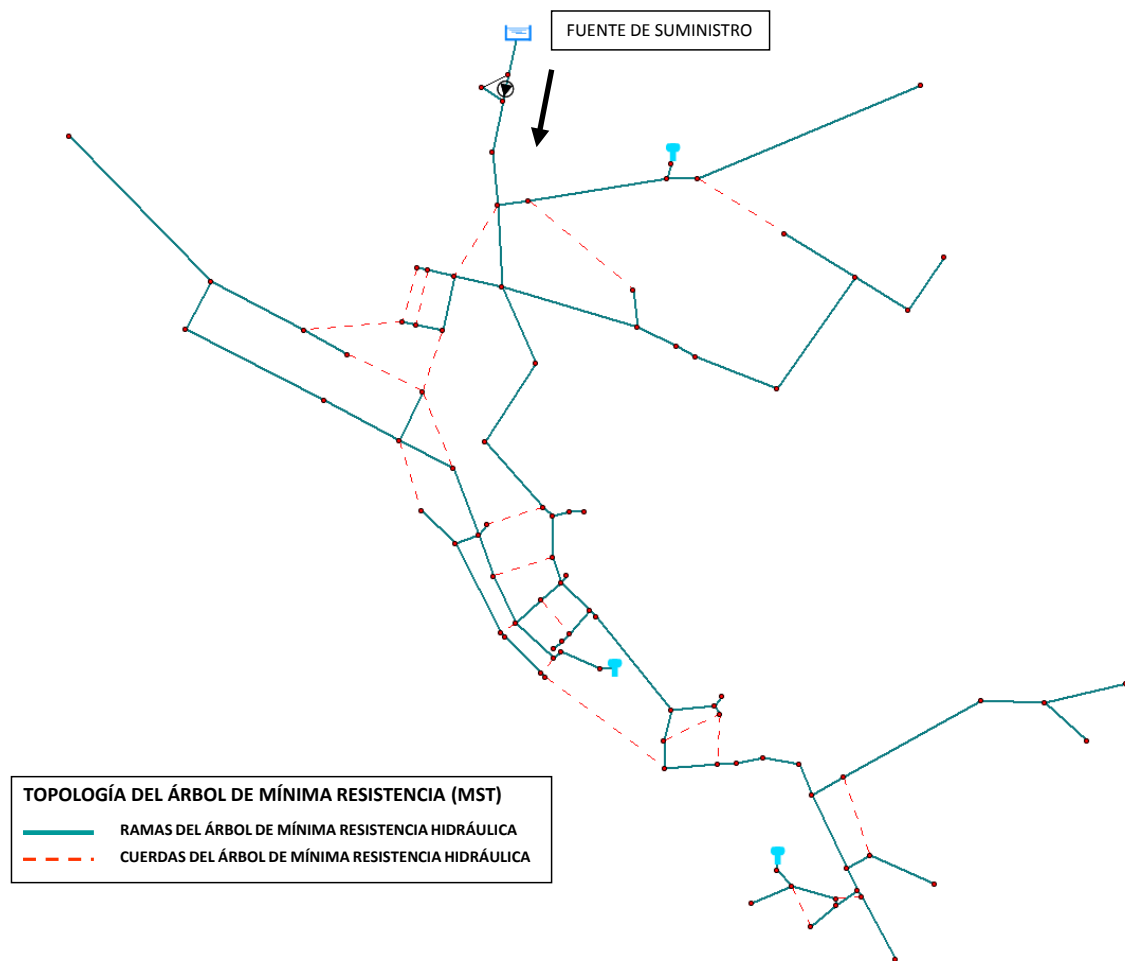 FUENTE DE SUMINISTRO
TOPOLOGÍA DEL ÁRBOL DE MÍNIMA RESISTENCIA (MST)
RAMAS DEL ÁRBOL DE MÍNIMA RESISTENCIA HIDRÁULICA
CUERDAS DEL ÁRBOL DE MÍNIMA RESISTENCIA HIDRÁULICA